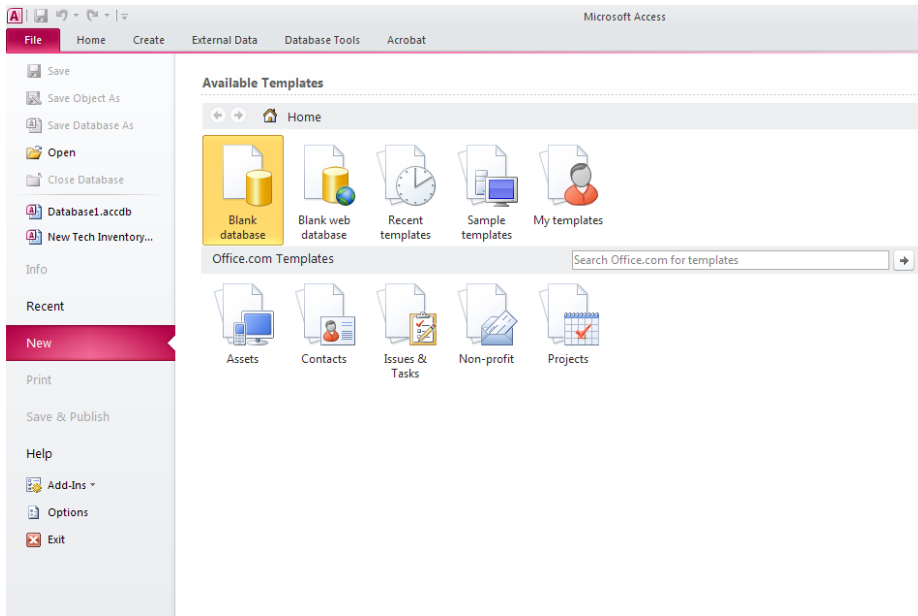 Microsoft Access
File Home Create External Data Database Tools Acrobat
Save
Save Object As
Save Database As
Open
Close Database
Database1.accdb
New Tech Inventory...
Info
Recent
New
Print
Save & Publish
Help
Add-Ins
Options
Exit
Available Templates
Home
Blank
database
Blank web
database
Recent
templates
Sample
templates
My templates
Office.com Templates
Search Office.com for templates
Assets
Contacts
Issues &
Tasks
Non-profit
Projects